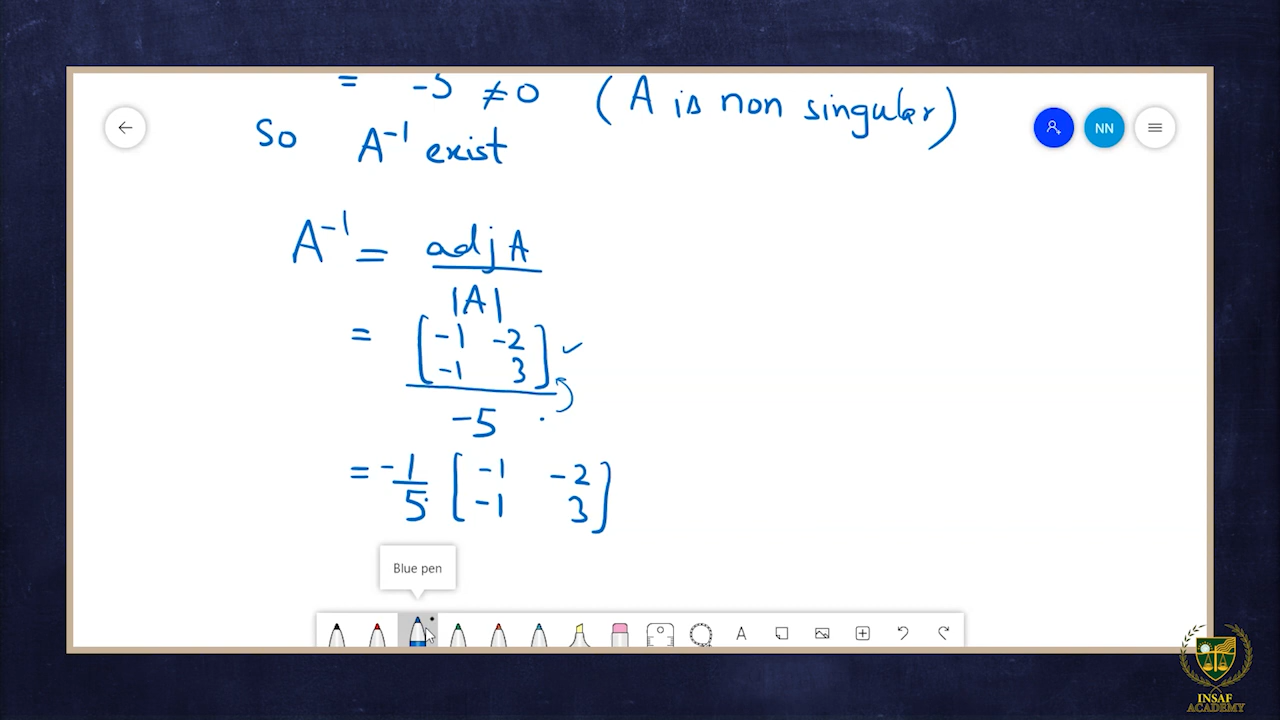 = -5 ≠0 (A is non singular)
So A⁻¹ exist
NN
A⁻¹ = adj A
|A|
= [-1 -2
-1 3] ✓
-5
= -1/5 [-1 -2
-1 3]
Blue pen
A
INSAF
ACADEMY